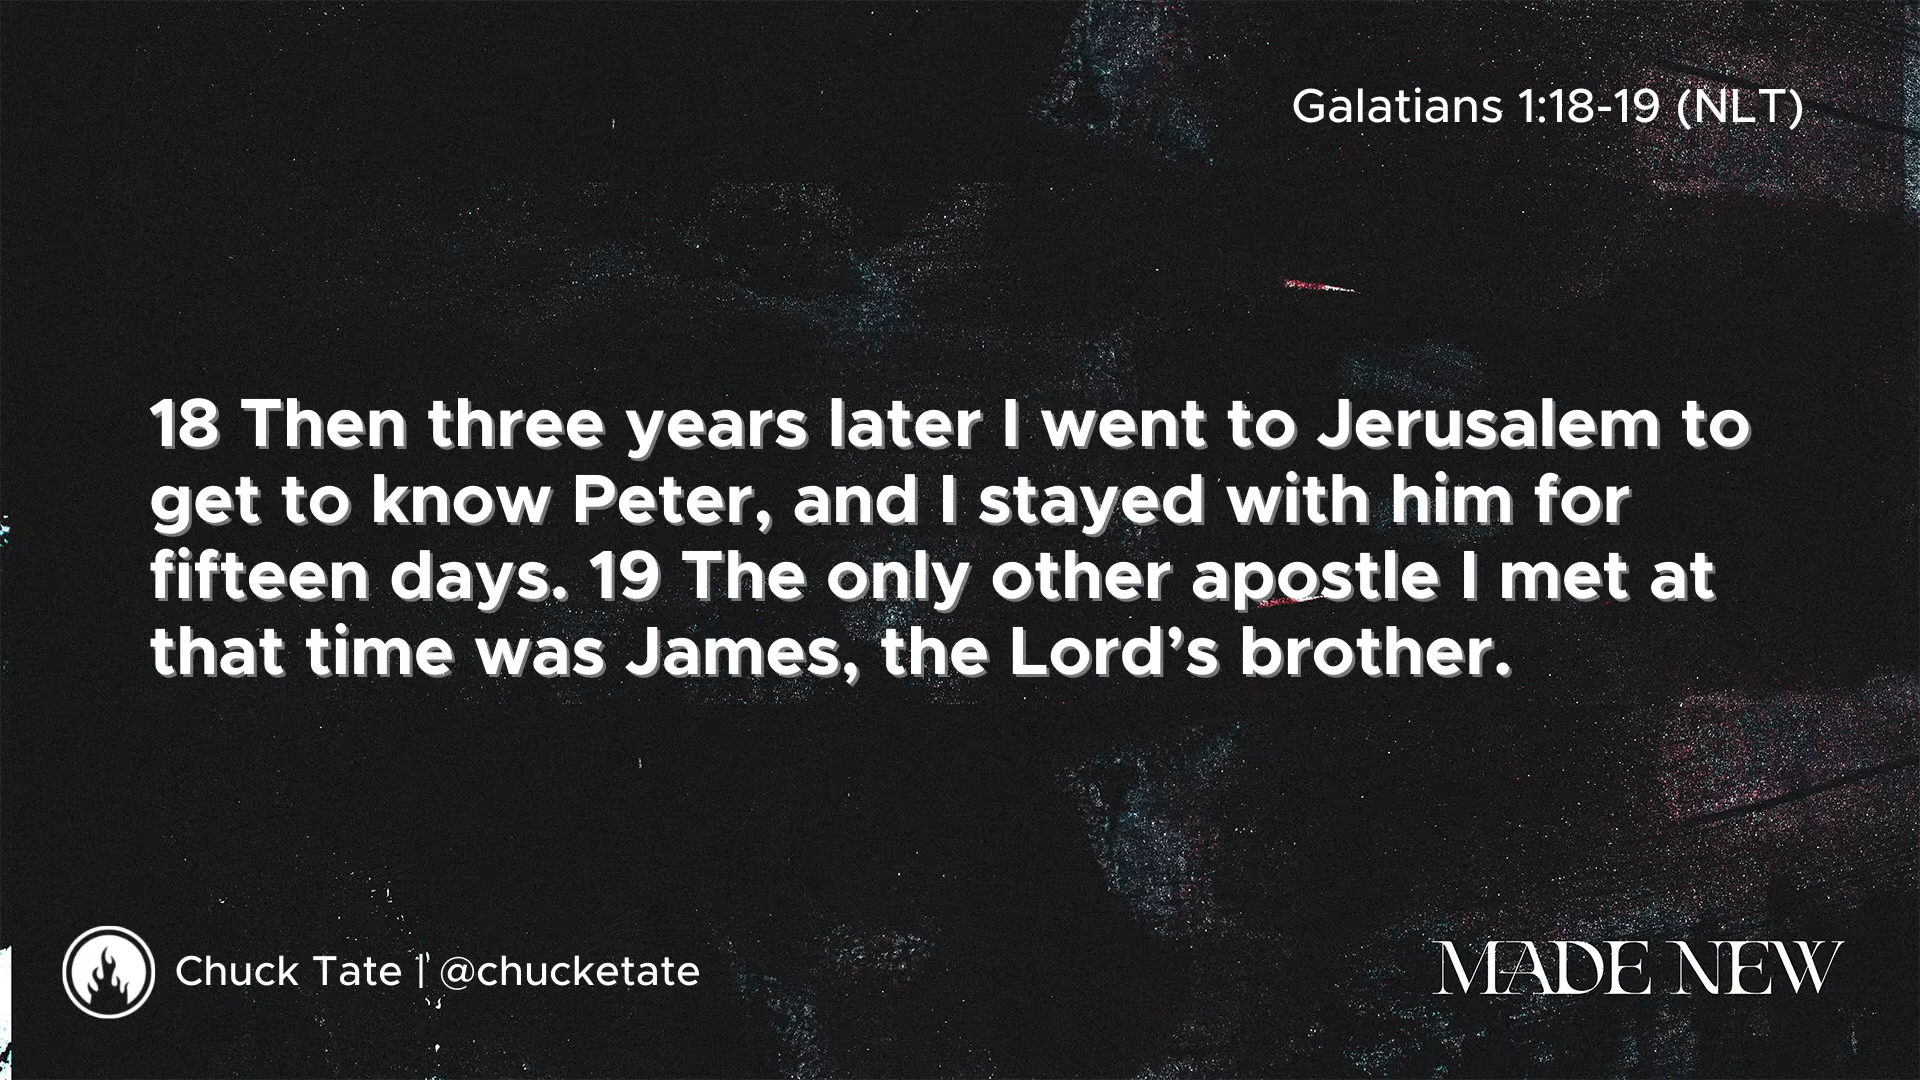 Galatians 1:18-19 (NLT)
18 Then three years later I went to Jerusalem to
get to know Peter, and I stayed with him for
fifteen days. 19 The only other apostle I met at
that time was James, the Lord’s brother.
Chuck Tate | @chucketate
MADE NEW